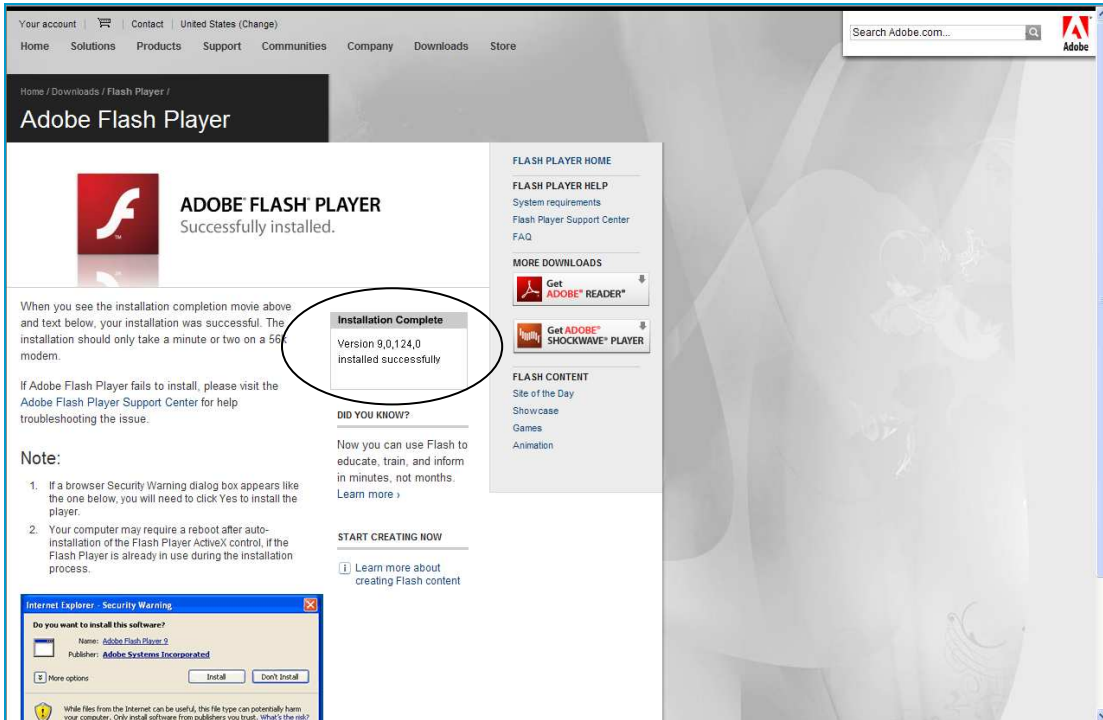 Your account | Contact | United States (Change)
Home Solutions Products Support Communities Company Downloads Store
Search Adobe.com...
Adobe
Home / Downloads / Flash Player /
Adobe Flash Player
ADOBE® FLASH® PLAYER
Successfully installed.
When you see the installation completion movie above
and text below, your installation was successful. The
installation should only take a minute or two on a 56k
modem.
If Adobe Flash Player fails to install, please visit the
Adobe Flash Player Support Center for help
troubleshooting the issue.
Note:
1. If a browser Security Warning dialog box appears like
the one below, you will need to click Yes to install the
player.
2. Your computer may require a reboot after auto-
installation of the Flash Player ActiveX control, if the
Flash Player is already in use during the installation
process.
Internet Explorer - Security Warning
Do you want to install this software?
Name: Adobe Flash Player 9
Publisher: Adobe Systems Incorporated
More options
Install
Don't Install
While files from the Internet can be useful, this file type can potentially harm
your computer. Only install software from publishers you trust. What's the risk?
Installation Complete
Version 9,0,124,0
installed successfully
DID YOU KNOW?
Now you can use Flash to
educate, train, and inform
in minutes, not months.
Learn more ›
START CREATING NOW
i Learn more about
creating Flash content
FLASH PLAYER HOME
FLASH PLAYER HELP
System requirements
Flash Player Support Center
FAQ
MORE DOWNLOADS
Get
ADOBE® READER®
Get ADOBE®
SHOCKWAVE® PLAYER
FLASH CONTENT
Site of the Day
Showcase
Games
Animation